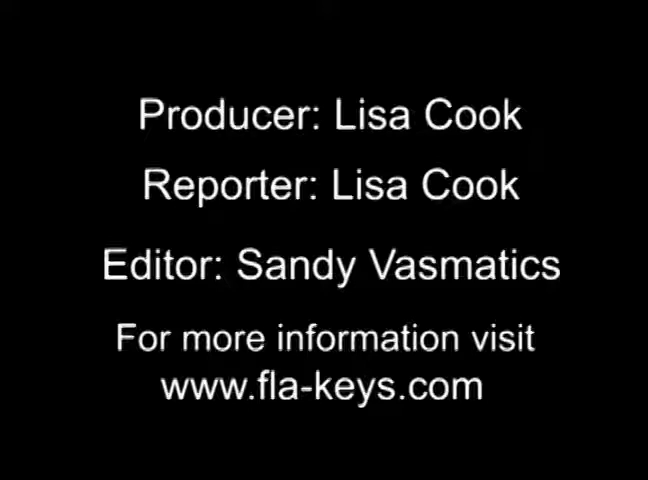 Producer: Lisa Cook
Reporter: Lisa Cook
Editor: Sandy Vasmatics
For more information visit
www.fla-keys.com